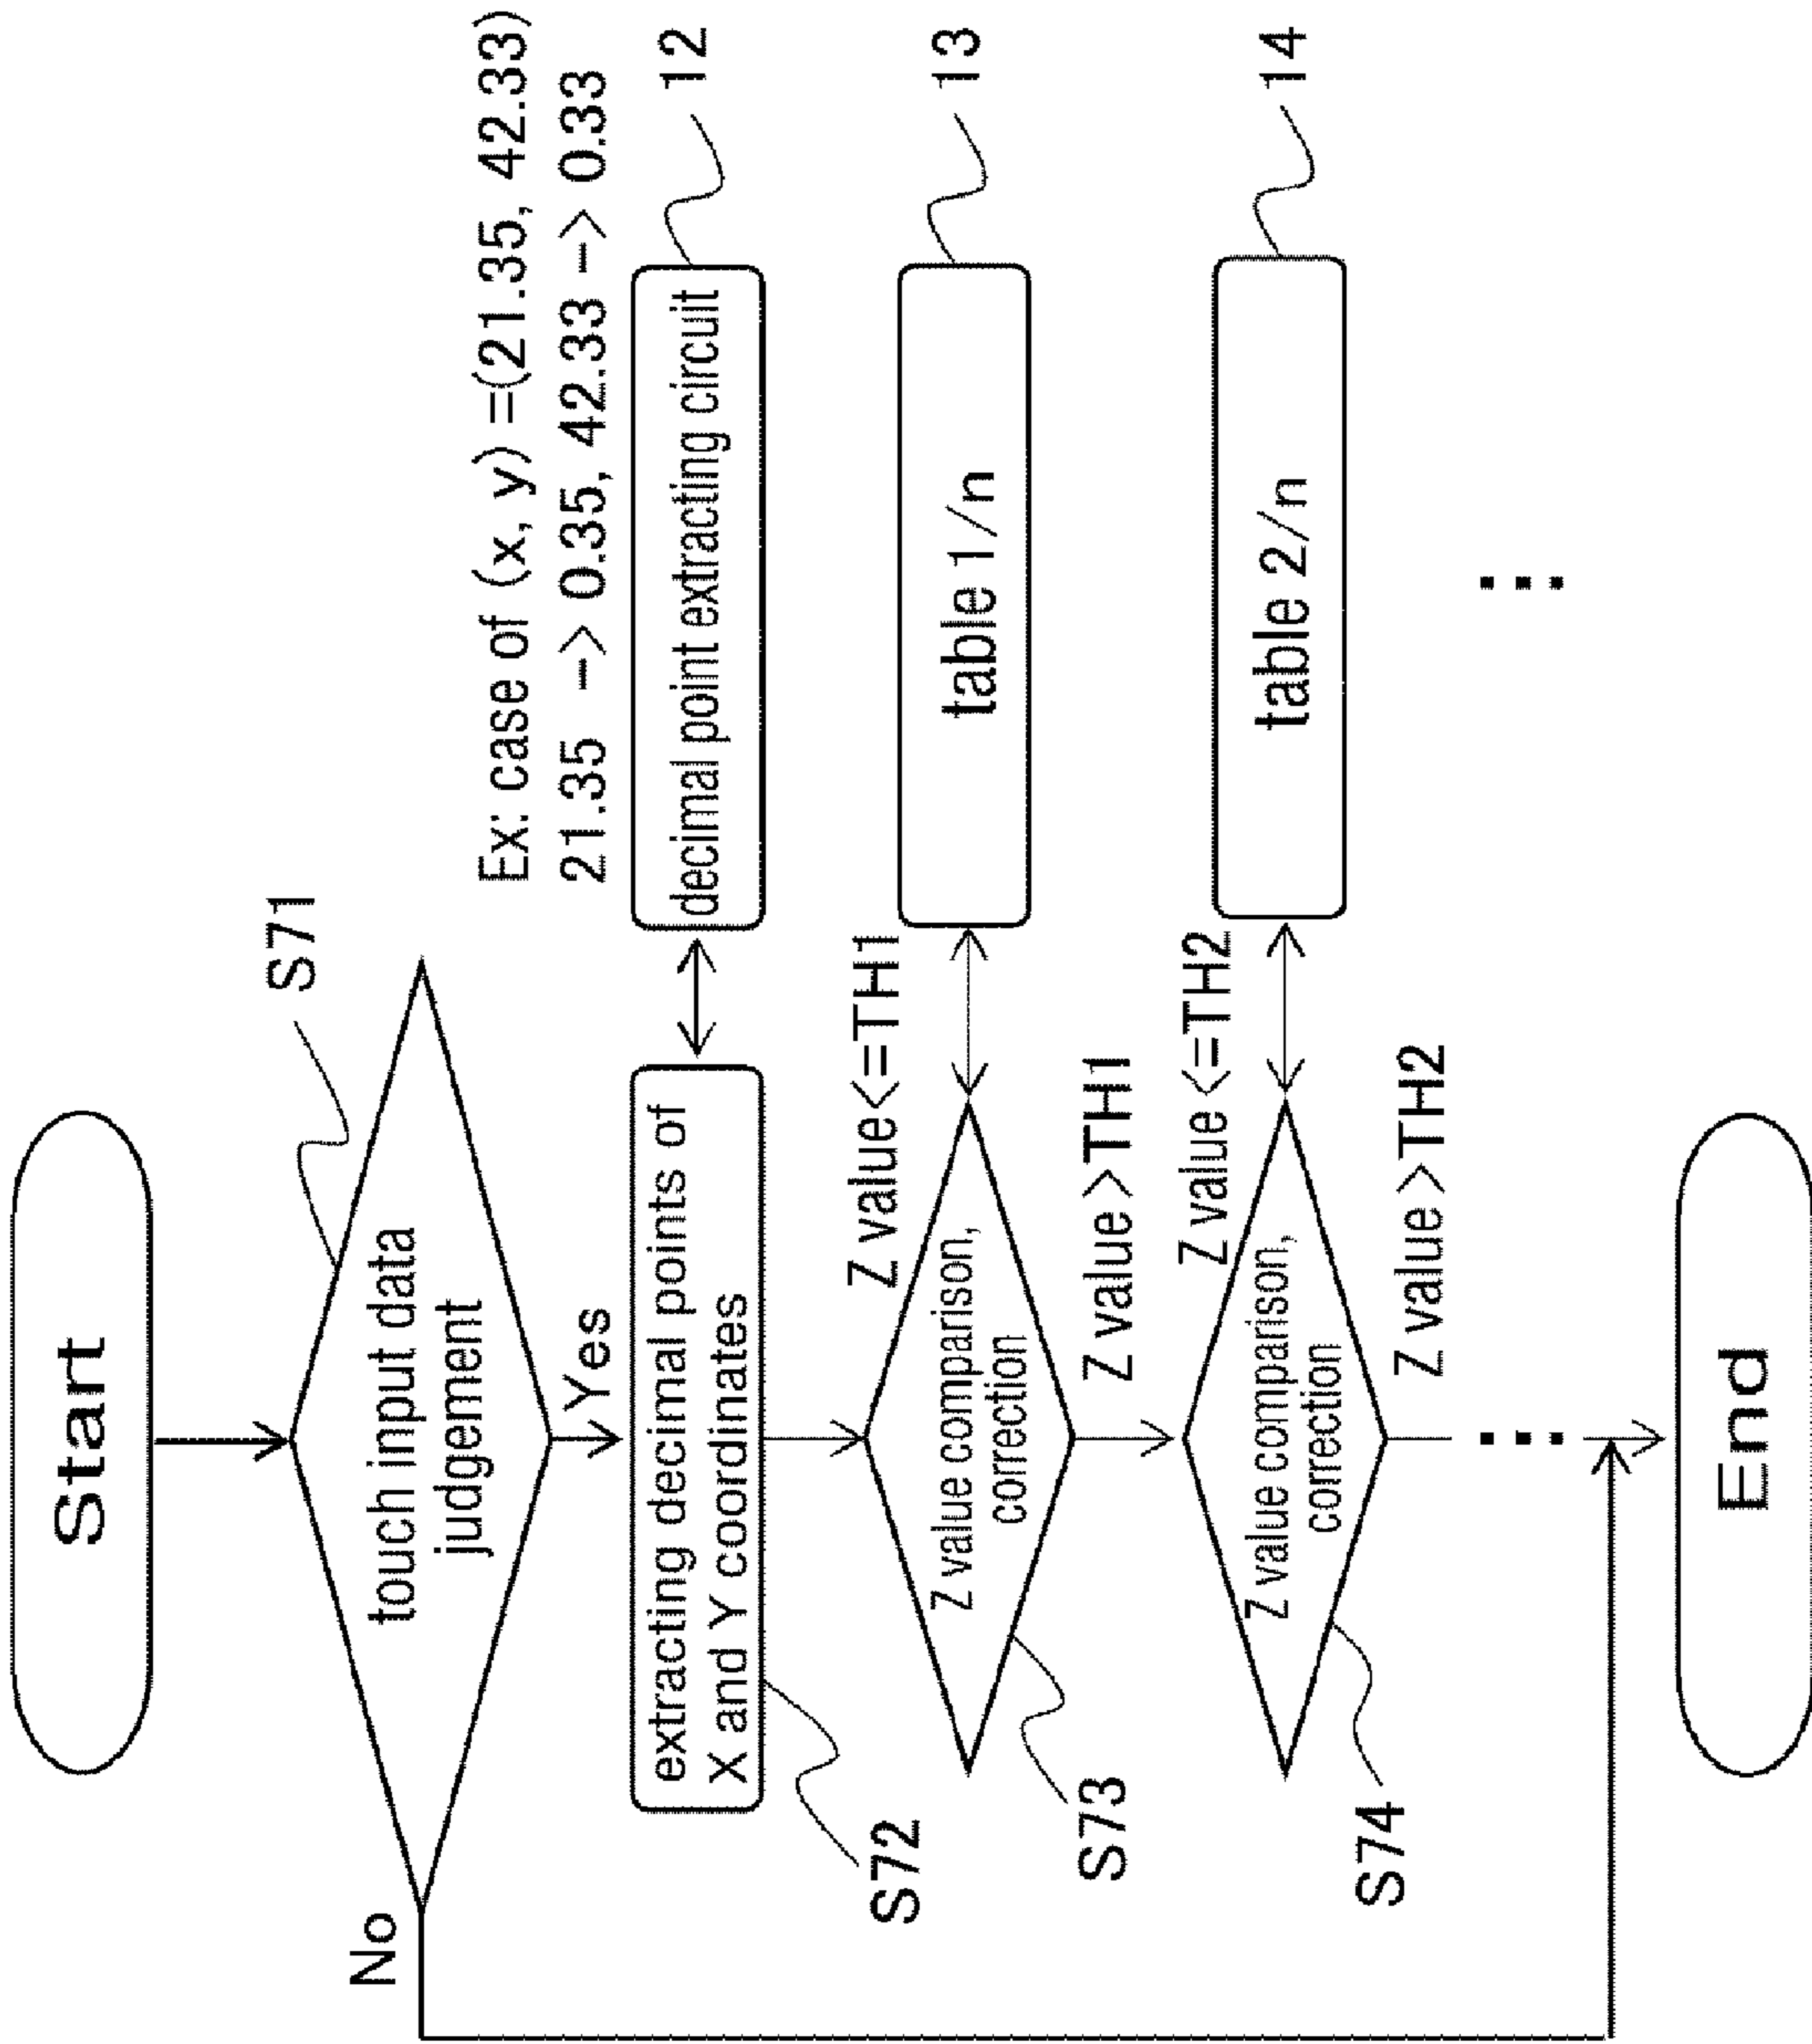 Start
S71
touch input data
judgement
No
Yes
Ex: case of (x, y) =(21.35, 42.33)
21.35 -> 0.35, 42.33 -> 0.33
extracting decimal points of
X and Y coordinates
S72
decimal point extracting circuit
12
Z value<=TH1
Z value comparison,
correction
S73
table 1/n
13
Z value>TH1
Z value<=TH2
Z value comparison,
correction
S74
table 2/n
14
Z value>TH2
End